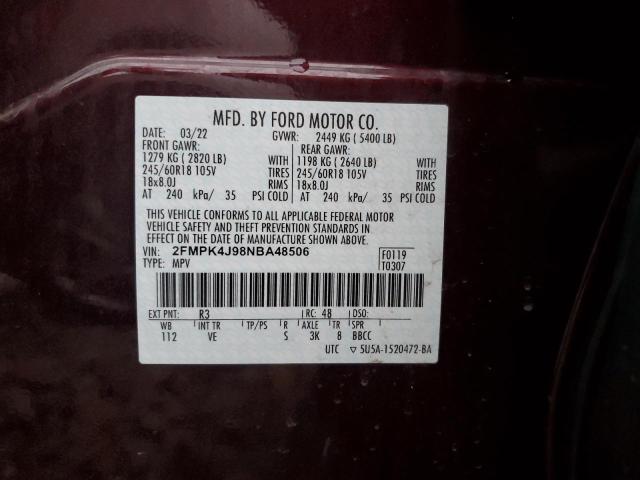 MFD. BY FORD MOTOR CO.
DATE: 03/22 GVWR: 2449 KG ( 5400 LB)
FRONT GAWR: REAR GAWR:
1279 KG ( 2820 LB) WITH 1198 KG ( 2640 LB) WITH
245/60R18 105V TIRES 245/60R18 105V TIRES
18x8.0J RIMS 18x8.0J RIMS
AT 240 kPa/ 35 PSI COLD AT 240 kPa/ 35 PSI COLD
THIS VEHICLE CONFORMS TO ALL APPLICABLE FEDERAL MOTOR
VEHICLE SAFETY AND THEFT PREVENTION STANDARDS IN
EFFECT ON THE DATE OF MANUFACTURE SHOWN ABOVE.
VIN: 2FMPK4J98NBA48506 F0119
TYPE: MPV T0307
EXT PNT: R3 RC: 48 DSO:
WB INT TR TP/PS R AXLE TR SPR
112 VE S 3K 8 BBCC
UTC ▽ 5U5A-1520472-BA